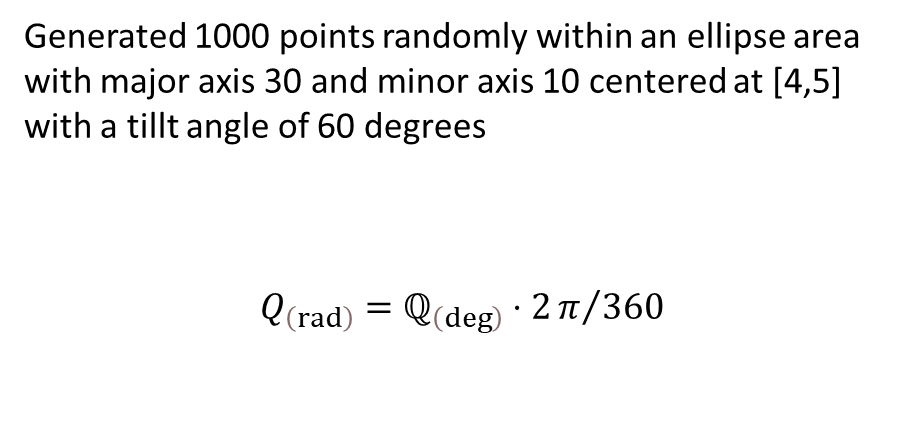 Generated 1000 points randomly within an ellipse area
with major axis 30 and minor axis 10 centered at [4,5]
with a tillt angle of 60 degrees
𝑄(rad) = ℚ(deg) · 2 𝜋/360